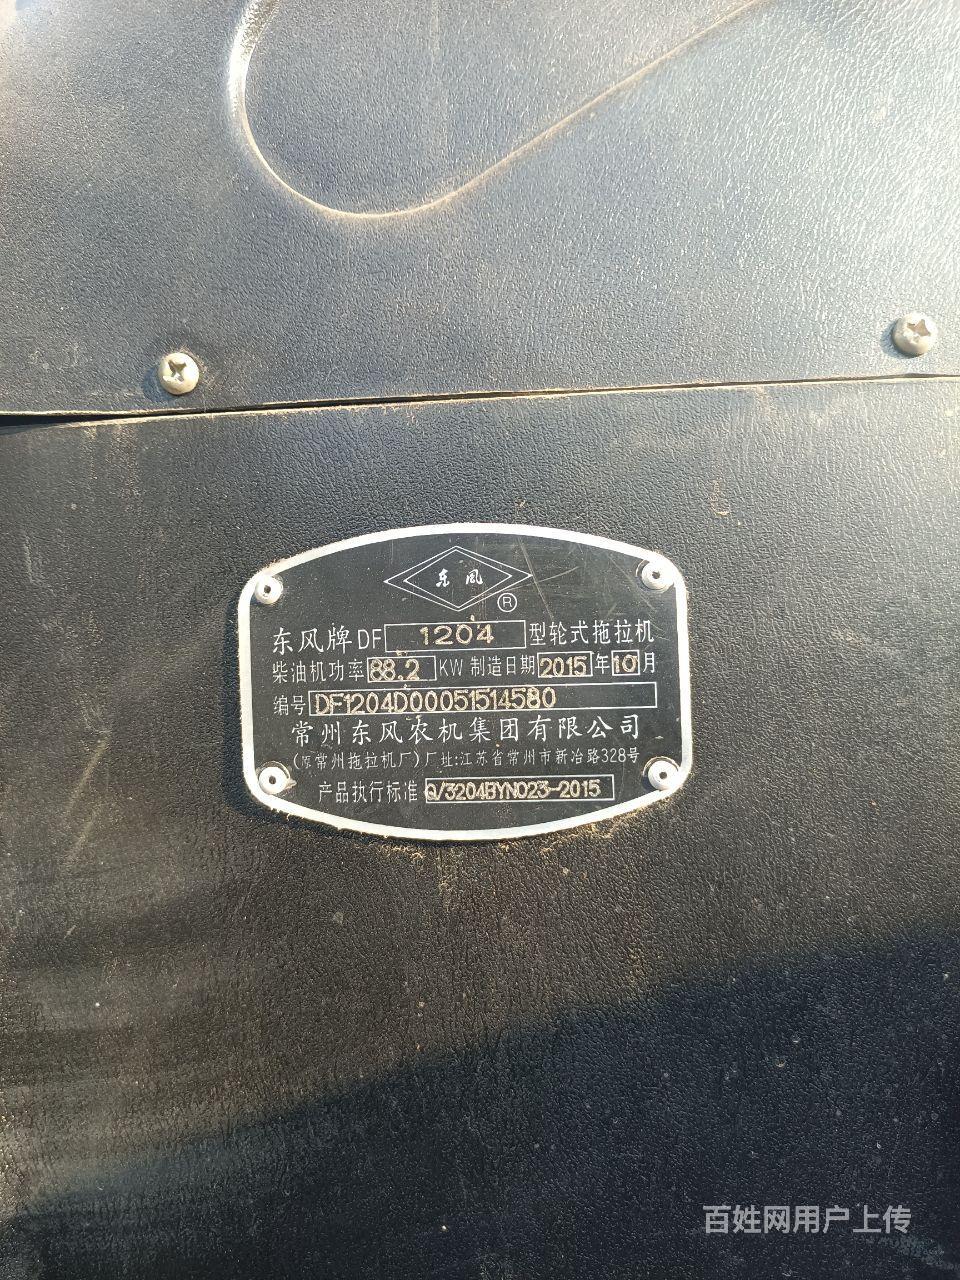 东风
®
东风牌DF 1204 型轮式拖拉机
柴油机功率 88.2 KW 制造日期 2015 年 10 月
编号 DF1204D00051514580
常州东风农机集团有限公司
(原常州拖拉机厂)厂址:江苏省常州市新冶路328号
产品执行标准 Q/3204BYN023-2015
百姓网用户上传